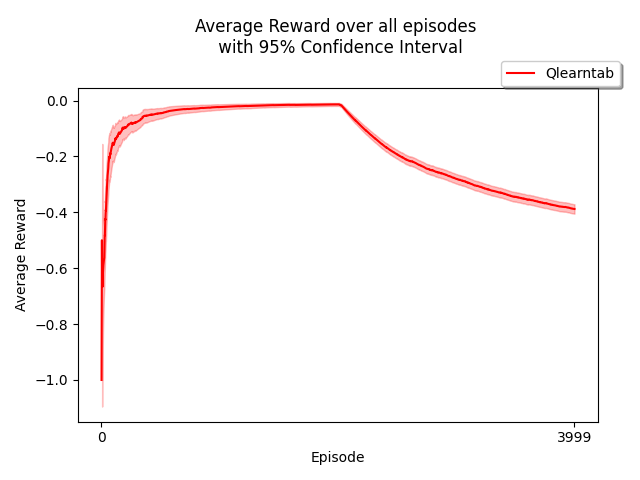 Average Reward over all episodes
with 95% Confidence Interval
Qlearntab
0.0
−0.2
−0.4
−0.6
−0.8
−1.0
Average Reward
0
3999
Episode